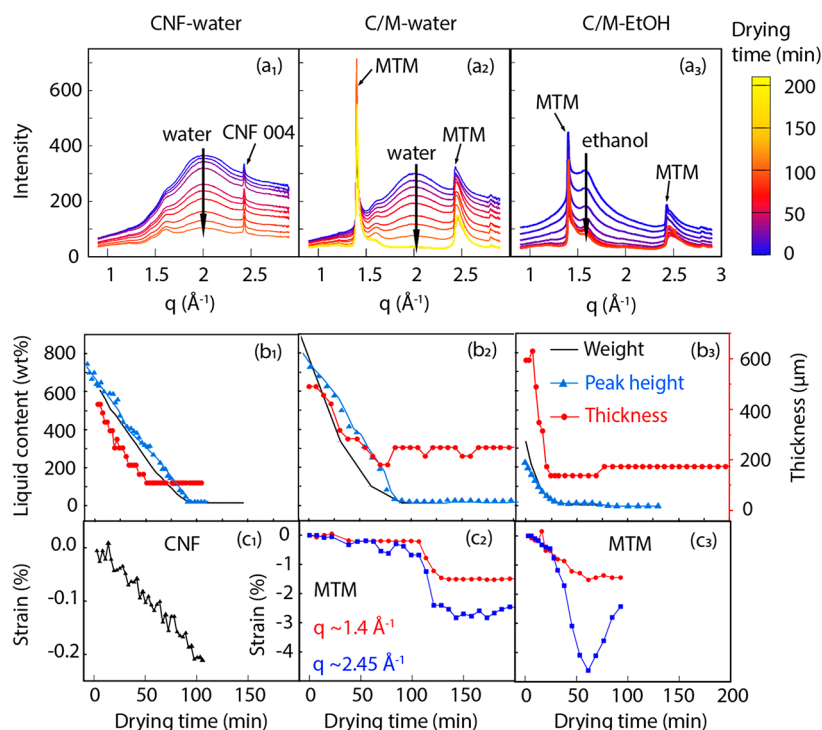 CNF-water
C/M-water
C/M-EtOH
Drying
time (min)
(a₁)
(a₂)
(a₃)
MTM
MTM
MTM
water
CNF 004
water
ethanol
MTM
Intensity
600
400
300
200
100
0
200
150
100
50
0
1 1.5 2 2.5
1 1.5 2 2.5
1 1.5 2 2.5 3
q (Å⁻¹)
q (Å⁻¹)
q (Å⁻¹)
(b₁)
(b₂)
(b₃)
Weight
Peak height
Thickness
Liquid content (wt%)
800
600
400
200
0
600
400
200
0
Thickness (μm)
CNF
(c₁)
(c₂)
MTM
(c₃)
Strain (%)
0.0
-0.1
-0.2
Strain (%)
0
-1
-2
-3
-4
MTM
q ~1.4 Å⁻¹
q ~2.45 Å⁻¹
0 50 100 150
0 50 100 150
0 50 100 150 200
Drying time (min)
Drying time (min)
Drying time (min)